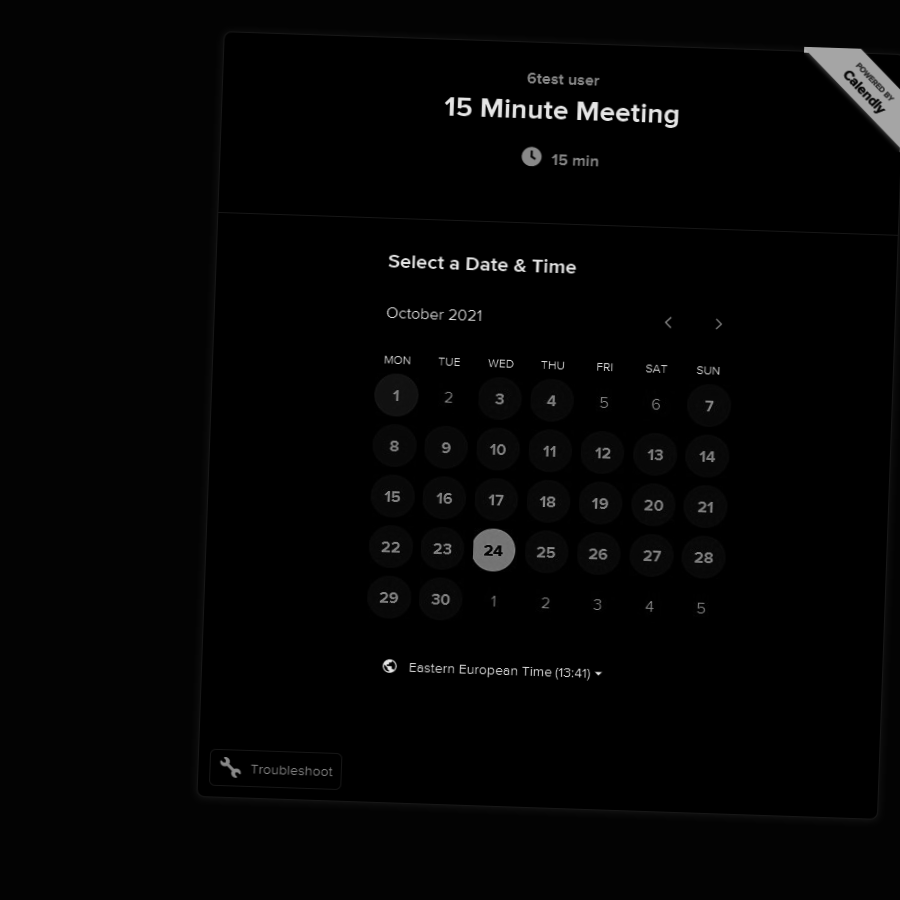 6test user
15 Minute Meeting
15 min
POWERED BY
Calendly
Select a Date & Time
October 2021
MON TUE WED THU FRI SAT SUN
1 2 3 4 5 6 7
8 9 10 11 12 13 14
15 16 17 18 19 20 21
22 23 24 25 26 27 28
29 30 1 2 3 4 5
Eastern European Time (13:41)
Troubleshoot